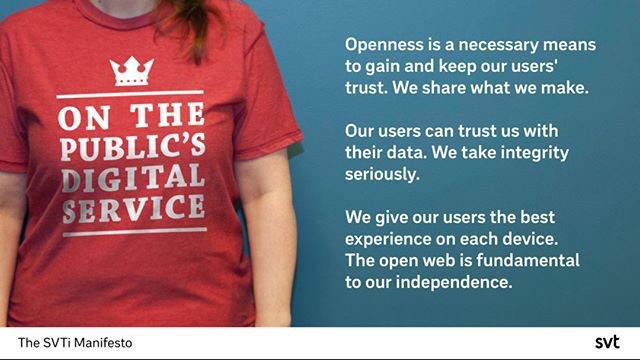 ON THE
PUBLIC'S
DIGITAL
SERVICE
Openness is a necessary means
to gain and keep our users'
trust. We share what we make.
Our users can trust us with
their data. We take integrity
seriously.
We give our users the best
experience on each device.
The open web is fundamental
to our independence.
The SVTi Manifesto
svt